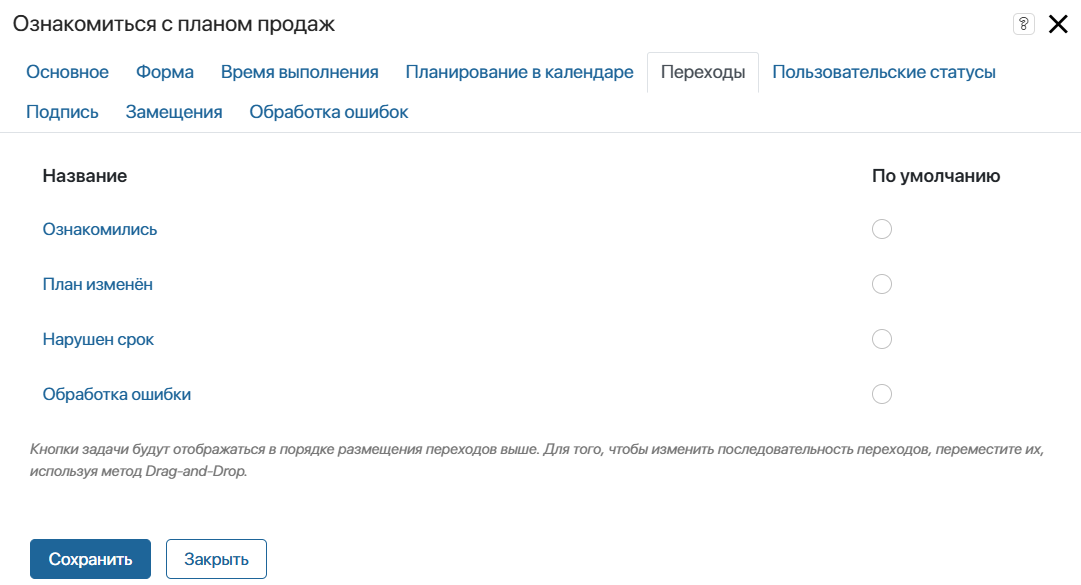 Ознакомиться с планом продаж ?
Основное Форма Время выполнения Планирование в календаре Переходы Пользовательские статусы
Подпись Замещения Обработка ошибок
Название По умолчанию
Ознакомились
План изменён
Нарушен срок
Обработка ошибки
Кнопки задачи будут отображаться в порядке размещения переходов выше. Для того, чтобы изменить последовательность переходов, переместите их,
используя метод Drag-and-Drop.
Сохранить Закрыть